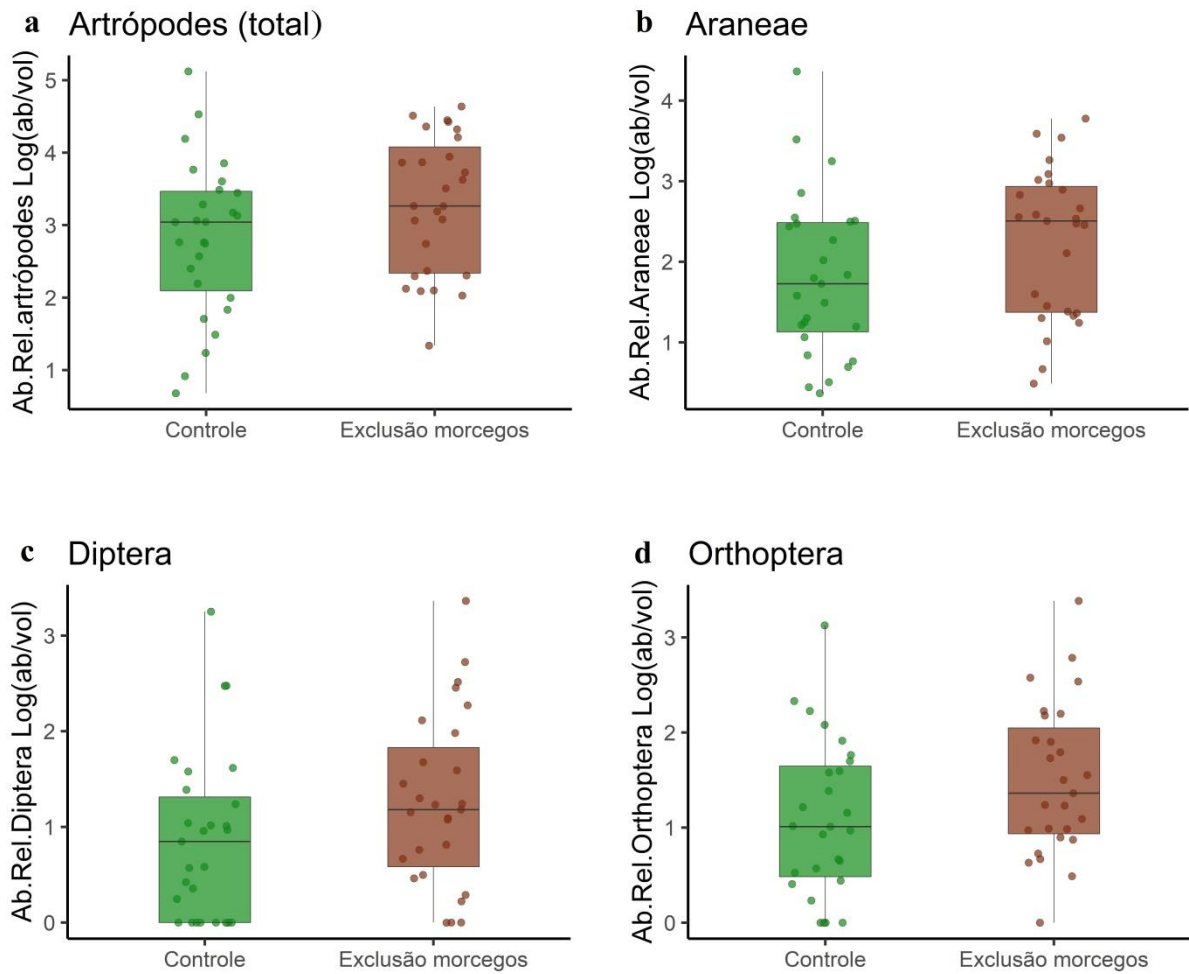 a Artrópodes (total)
Ab.Rel.artrópodes Log(ab/vol)
5
4
3
2
1
Controle
Exclusão morcegos
b Araneae
Ab.Rel.Araneae Log(ab/vol)
4
3
2
1
Controle
Exclusão morcegos
c Diptera
Ab.Rel.Diptera Log(ab/vol)
3
2
1
0
Controle
Exclusão morcegos
d Orthoptera
Ab.Rel.Orthoptera Log(ab/vol)
3
2
1
0
Controle
Exclusão morcegos